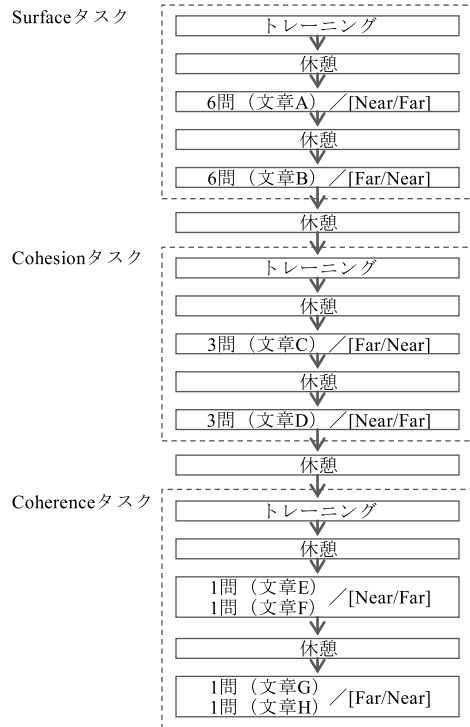 Surfaceタスク
トレーニング
休憩
6問（文章A）／[Near/Far]
休憩
6問（文章B）／[Far/Near]
休憩
Cohesionタスク
トレーニング
休憩
3問（文章C）／[Far/Near]
休憩
3問（文章D）／[Near/Far]
休憩
Coherenceタスク
トレーニング
休憩
1問（文章E）
1問（文章F）／[Near/Far]
休憩
1問（文章G）
1問（文章H）／[Far/Near]